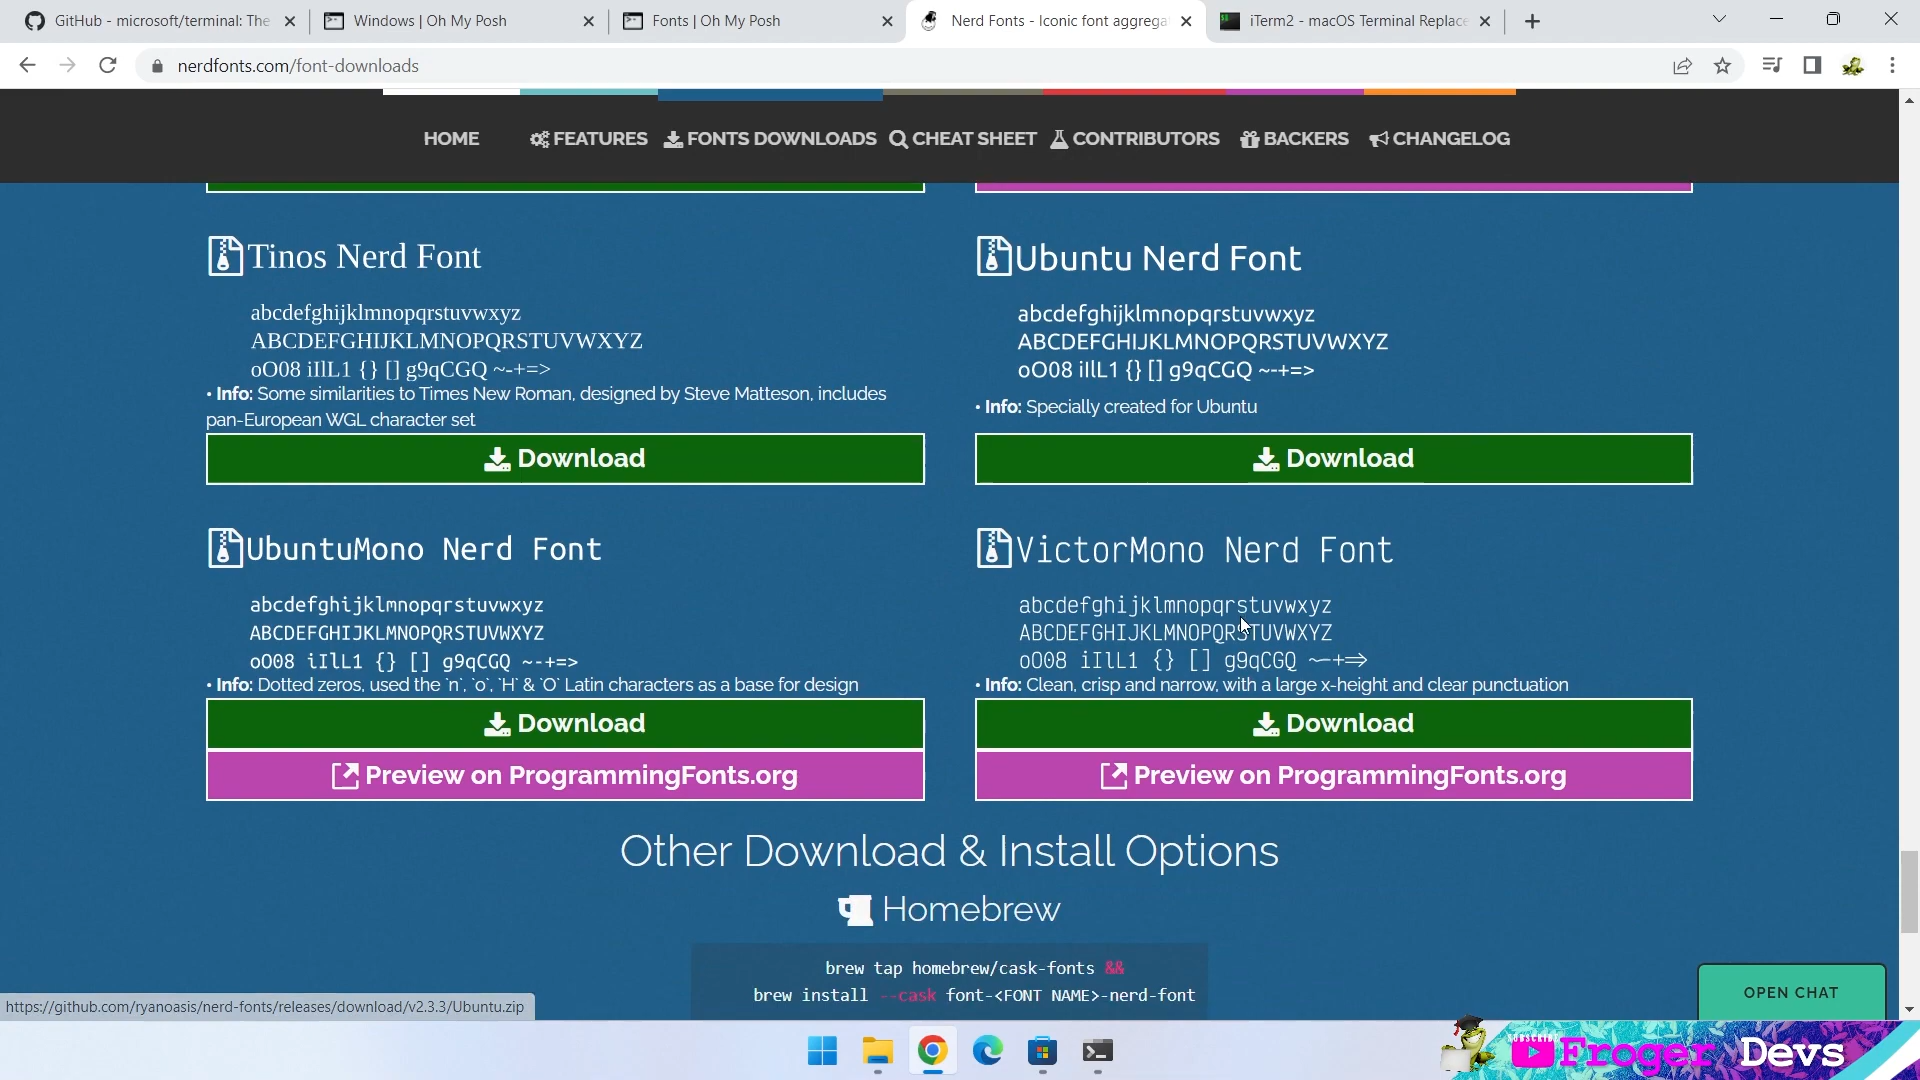 GitHub - microsoft/terminal: The
Windows | Oh My Posh
Fonts | Oh My Posh
Nerd Fonts - Iconic font aggrega
iTerm2 - macOS Terminal Replace
nerdfonts.com/font-downloads
HOME
FEATURES
FONTS DOWNLOADS
CHEAT SHEET
CONTRIBUTORS
BACKERS
CHANGELOG
Tinos Nerd Font
abcdefghijklmnopqrstuvwxyz
ABCDEFGHIJKLMNOPQRSTUVWXYZ
oO08 iIlL1 {} [] g9qCGQ ~-+=>
• Info: Some similarities to Times New Roman, designed by Steve Matteson, includes
pan-European WGL character set
Download
Ubuntu Nerd Font
abcdefghijklmnopqrstuvwxyz
ABCDEFGHIJKLMNOPQRSTUVWXYZ
oO08 iIlL1 {} [] g9qCGQ ~-+=>
• Info: Specially created for Ubuntu
Download
UbuntuMono Nerd Font
abcdefghijklmnopqrstuvwxyz
ABCDEFGHIJKLMNOPQRSTUVWXYZ
oO08 iIlL1 {} [] g9qCGQ ~-+=>
• Info: Dotted zeros, used the `n`, `o`, `H` & `O` Latin characters as a base for design
Download
Preview on ProgrammingFonts.org
VictorMono Nerd Font
abcdefghijklmnopqrstuvwxyz
ABCDEFGHIJKLMNOPQRSTUVWXYZ
oO08 iIlL1 {} [] g9qCGQ ~-+=>
• Info: Clean, crisp and narrow, with a large x-height and clear punctuation
Download
Preview on ProgrammingFonts.org
Other Download & Install Options
Homebrew
brew tap homebrew/cask-fonts &&
brew install --cask font-<FONT NAME>-nerd-font
OPEN CHAT
https://github.com/ryanoasis/nerd-fonts/releases/download/v2.3.3/Ubuntu.zip
SUBSCRIBE
Froger Devs